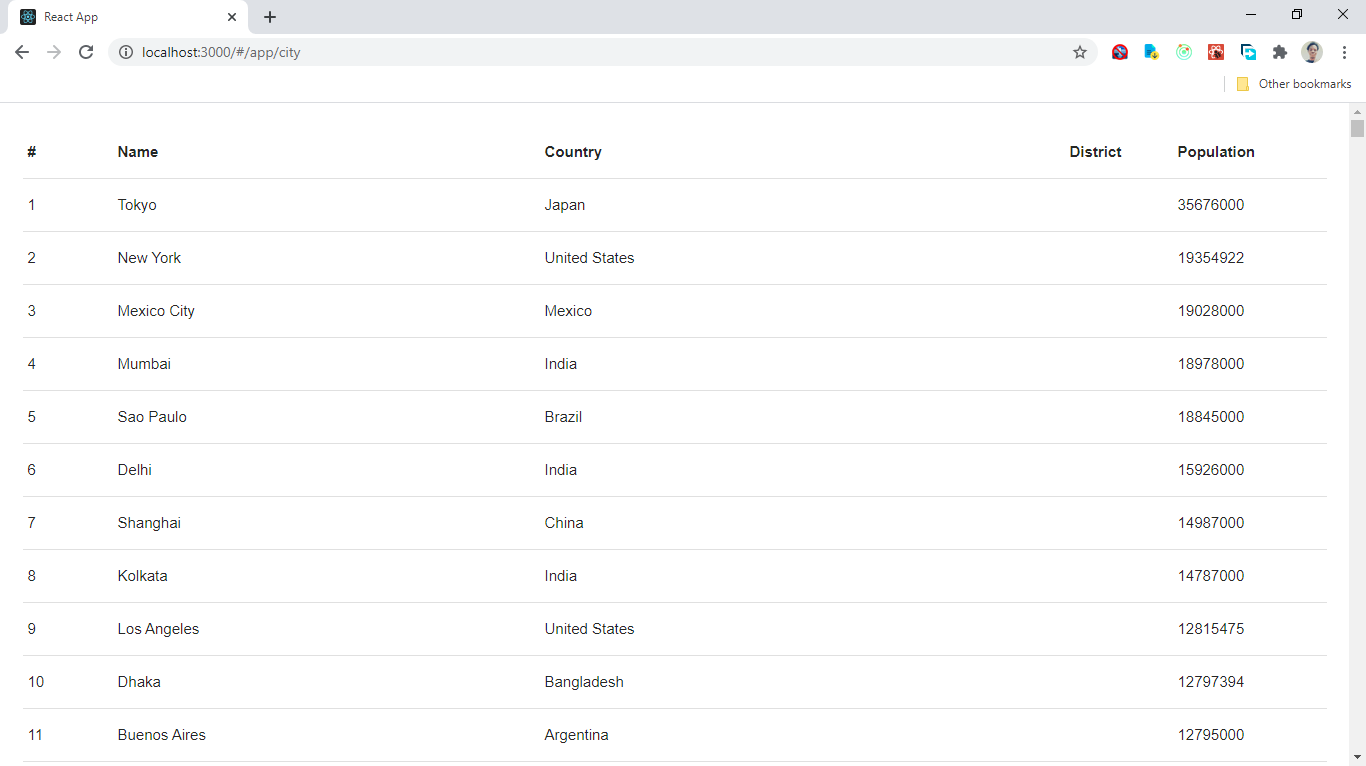 React App
localhost:3000/#/app/city
Other bookmarks
# Name Country District Population
1 Tokyo Japan 35676000
2 New York United States 19354922
3 Mexico City Mexico 19028000
4 Mumbai India 18978000
5 Sao Paulo Brazil 18845000
6 Delhi India 15926000
7 Shanghai China 14987000
8 Kolkata India 14787000
9 Los Angeles United States 12815475
10 Dhaka Bangladesh 12797394
11 Buenos Aires Argentina 12795000